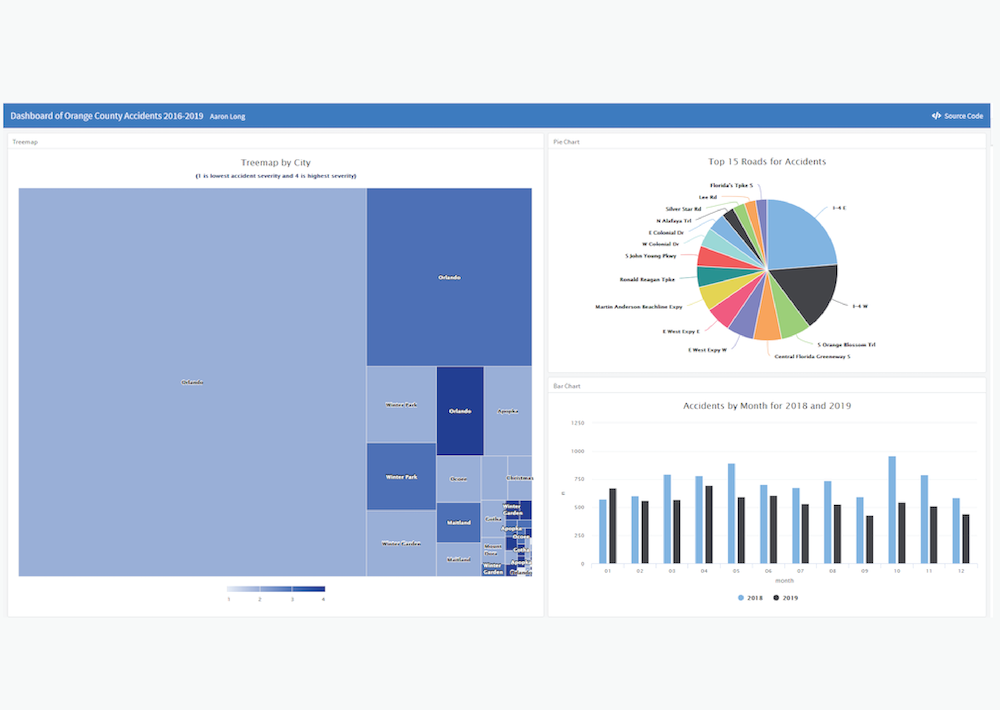 Dashboard of Orange County Accidents 2016-2019 Aaron Long
Source Code
Treemap
Treemap by City
(1 is lowest accident severity and 4 is highest severity)
Orlando
Orlando
Winter Park
Orlando
Apopka
Winter Park
Ocoee
Christmas
Winter Garden
Maitland
Gotha
Winter
Garden
Apopka
Ocoee
Maitland
Mount
Dora
Gotha
Winter
Garden
Apopka
Orlando
1 2 3 4
Pie Chart
Top 15 Roads for Accidents
Florida's Tpke S
Lee Rd
Silver Star Rd
N Alafaya Trl
E Colonial Dr
W Colonial Dr
S John Young Pkwy
Ronald Reagan Tpke
Martin Anderson Beachline Expy
E West Expy E
E West Expy W
I-4 E
I-4 W
S Orange Blossom Trl
Central Florida Greeneway S
Bar Chart
Accidents by Month for 2018 and 2019
1250
1000
750
500
250
0
n
01 02 03 04 05 06 07 08 09 10 11 12
month
2018 2019